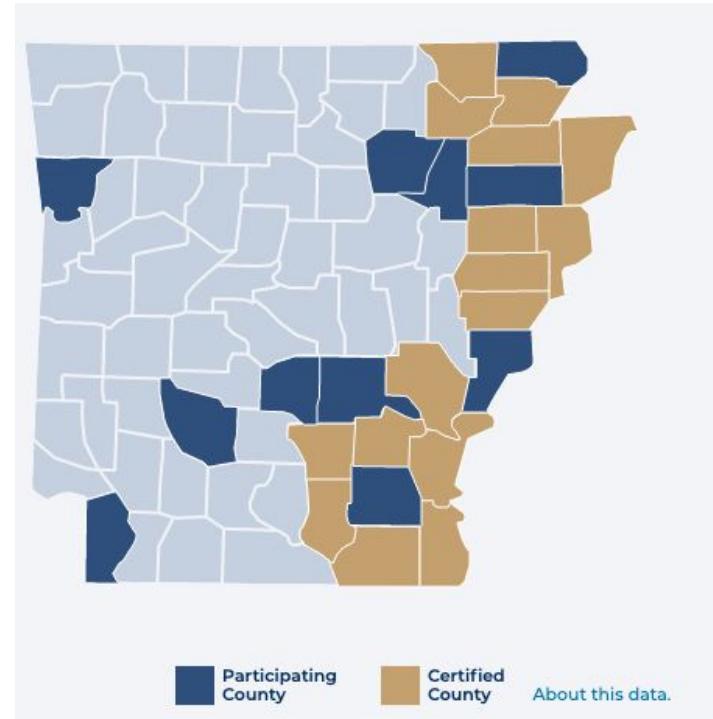 Participating
County
Certified
County
About this data.